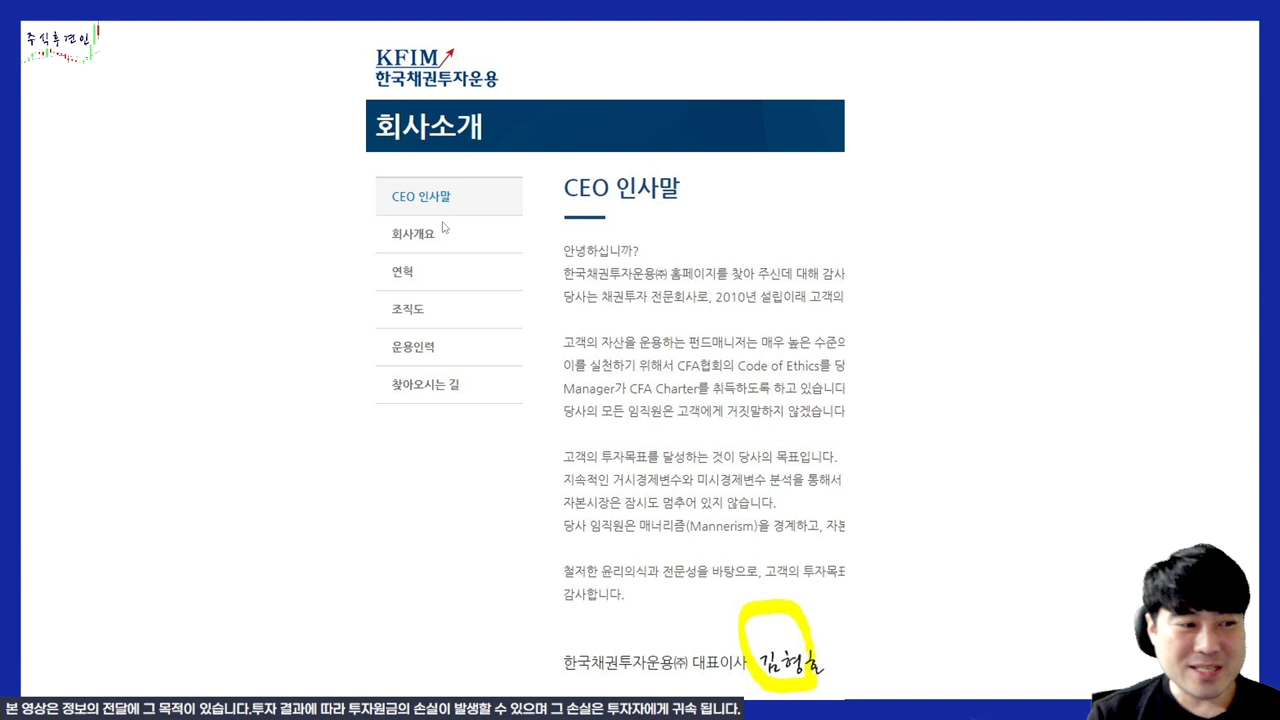 주식후견인
KFIM
한국채권투자운용
회사소개
CEO 인사말
회사개요
연혁
조직도
운용인력
찾아오시는 길
CEO 인사말
안녕하십니까?
한국채권투자운용㈜ 홈페이지를 찾아 주신데 대해 감사
당사는 채권투자 전문회사로, 2010년 설립이래 고객의
고객의 자산을 운용하는 펀드매니저는 매우 높은 수준의
이를 실천하기 위해서 CFA협회의 Code of Ethics를 당
Manager가 CFA Charter를 취득하도록 하고 있습니다
당사의 모든 임직원은 고객에게 거짓말하지 않겠습니다
고객의 투자목표를 달성하는 것이 당사의 목표입니다.
지속적인 거시경제변수와 미시경제변수 분석을 통해서
자본시장은 잠시도 멈추어 있지 않습니다.
당사 임직원은 매너리즘(Mannerism)을 경계하고, 자본
철저한 윤리의식과 전문성을 바탕으로, 고객의 투자목표
감사합니다.
한국채권투자운용㈜ 대표이사 김형호
본 영상은 정보의 전달에 그 목적이 있습니다.투자 결과에 따라 투자원금의 손실이 발생할 수 있으며 그 손실은 투자자에게 귀속 됩니다.